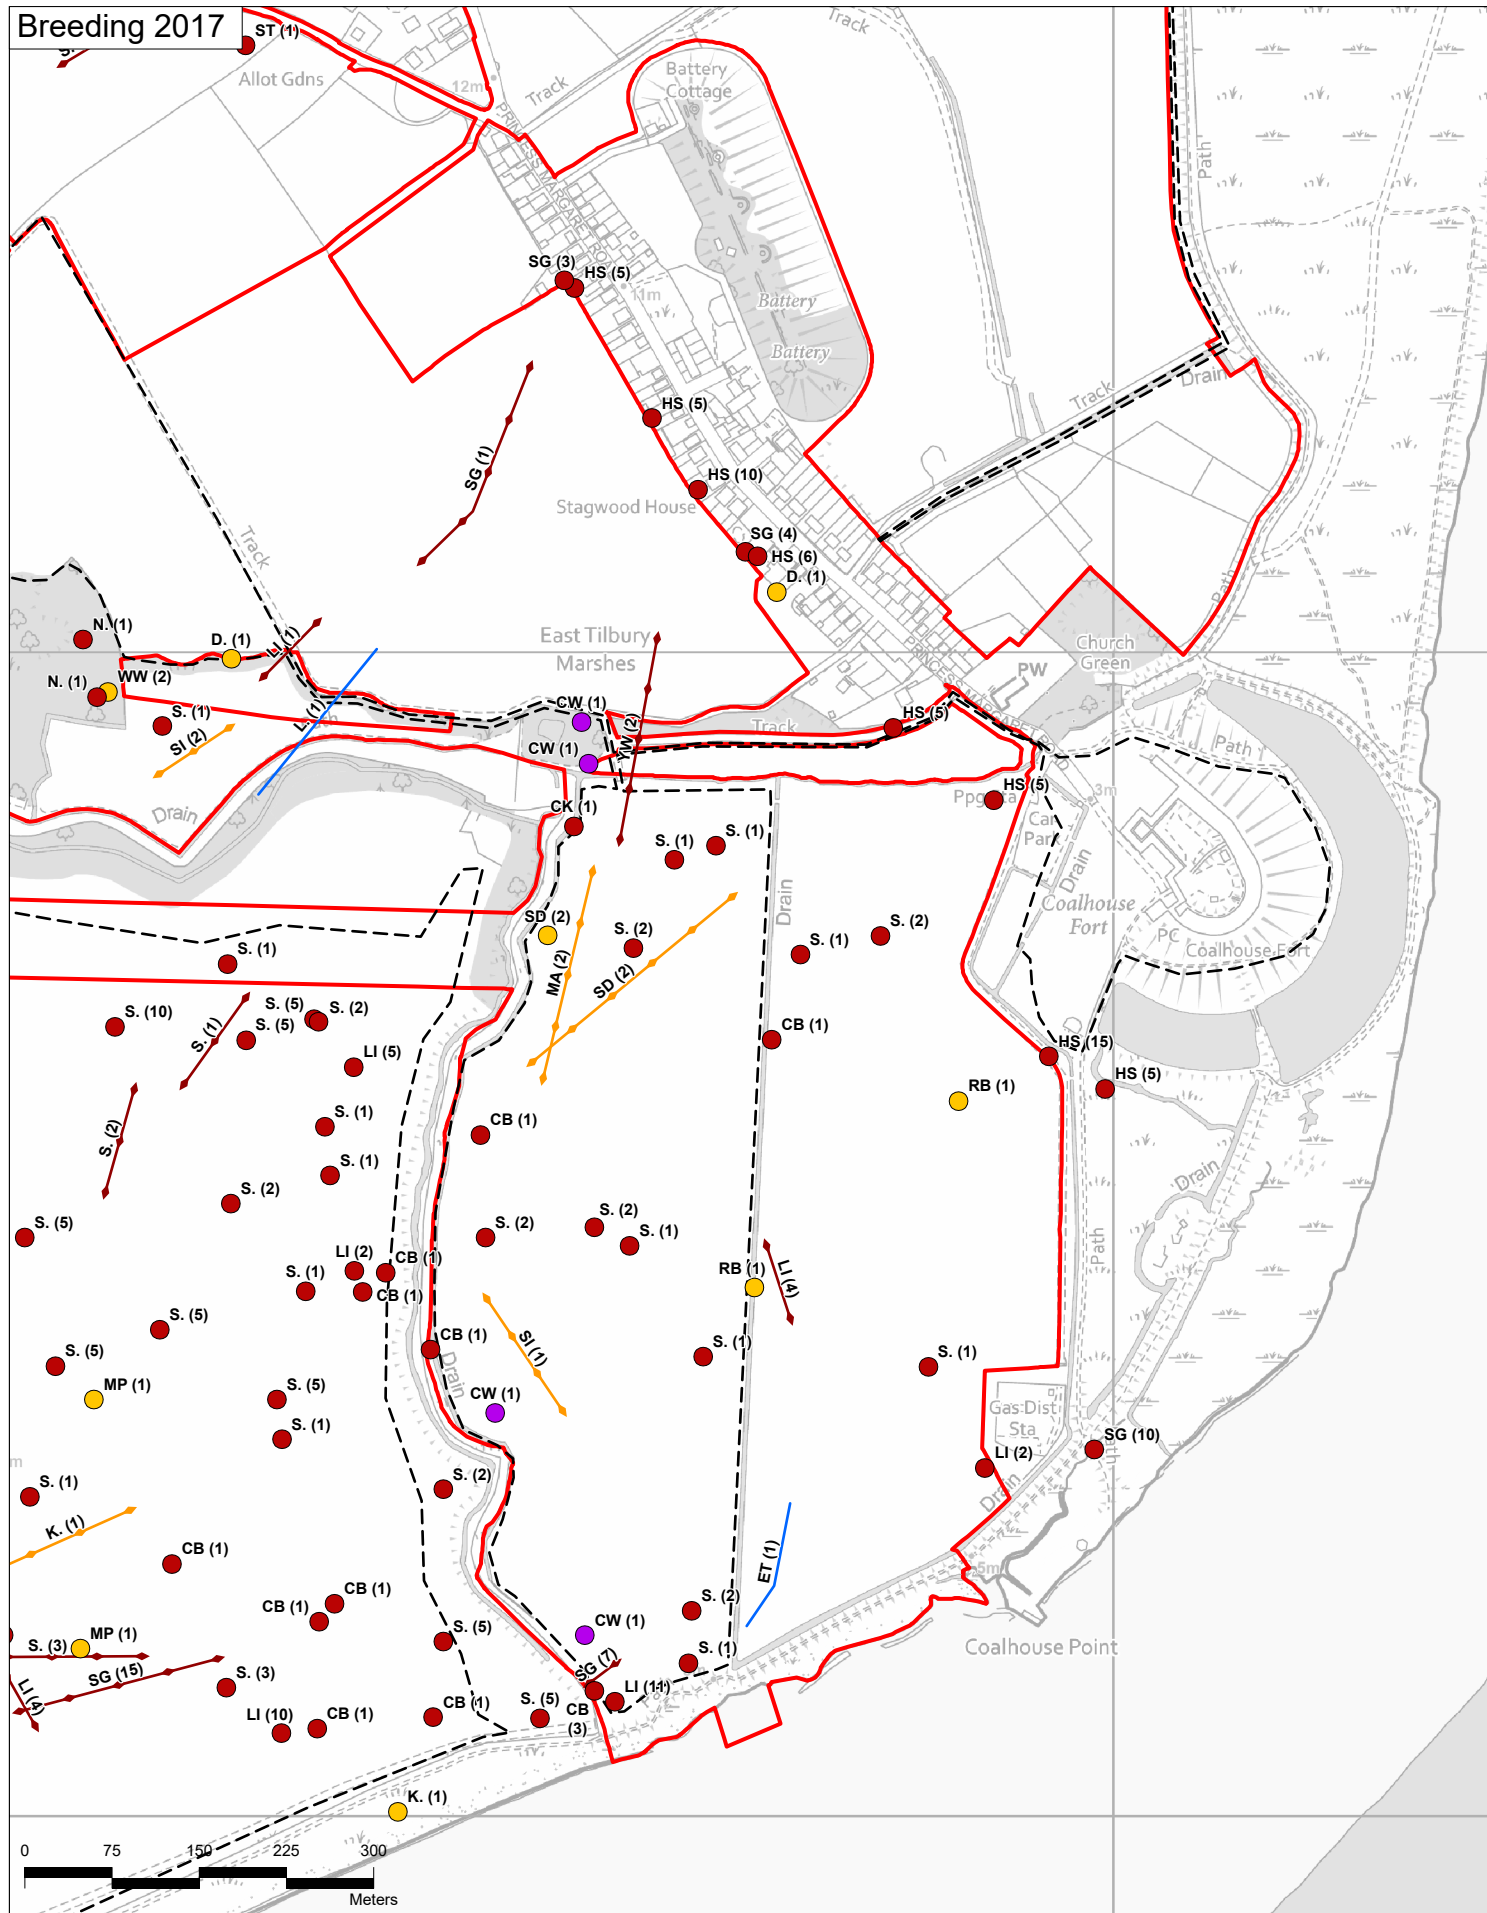 Breeding 2017
ST (1)
Allot Gdns
12m
Track
Battery
Cottage
Track
Path
SG (3)
HS (5)
11m
Battery
Battery
Track
Drain
HS (5)
SG (1)
HS (10)
Stagwood House
SG (4)
HS (6)
D. (1)
Track
Path
East Tilbury
Marshes
Church
Green
PW
N. (1)
D. (1)
WW (2)
N. (1)
S. (1)
SI (2)
L. (1)
CW (1)
CW (1)
YW (2)
Track
HS (5)
Path
Drain
CK (1)
HS (5)
3m
Car
Park
Drain
S. (1)
S. (1)
Drain
Coalhouse
Fort
PC
Coalhouse Fort
SD (2)
MA (2)
S. (2)
SD (2)
S. (1)
S. (2)
S. (1)
S. (10)
S. (1)
S. (5)
S. (2)
S. (5)
LI (5)
CB (1)
HS (15)
HS (5)
RB (1)
S. (2)
S. (1)
CB (1)
S. (1)
S. (2)
Drain
S. (5)
S. (2)
S. (2)
S. (1)
Path
LI (2)
CB (1)
S. (1)
CB (1)
RB (1)
LI (4)
S. (5)
SI (1)
CB (1)
Drain
S. (1)
S. (1)
S. (5)
MP (1)
S. (5)
CW (1)
Gas Dist
Sta
S. (1)
SG (10)
LI (2)
Drain
S. (2)
S. (1)
K. (1)
CB (1)
ET (1)
5m
CB (1)
CB (1)
S. (2)
CW (1)
S. (5)
Coalhouse Point
MP (1)
S. (3)
SG (15)
S. (3)
LI (4)
SG (7)
S. (1)
LI (11)
CB
(3)
S. (5)
CB (1)
LI (10)
CB (1)
K. (1)
0 75 150 225 300
Meters